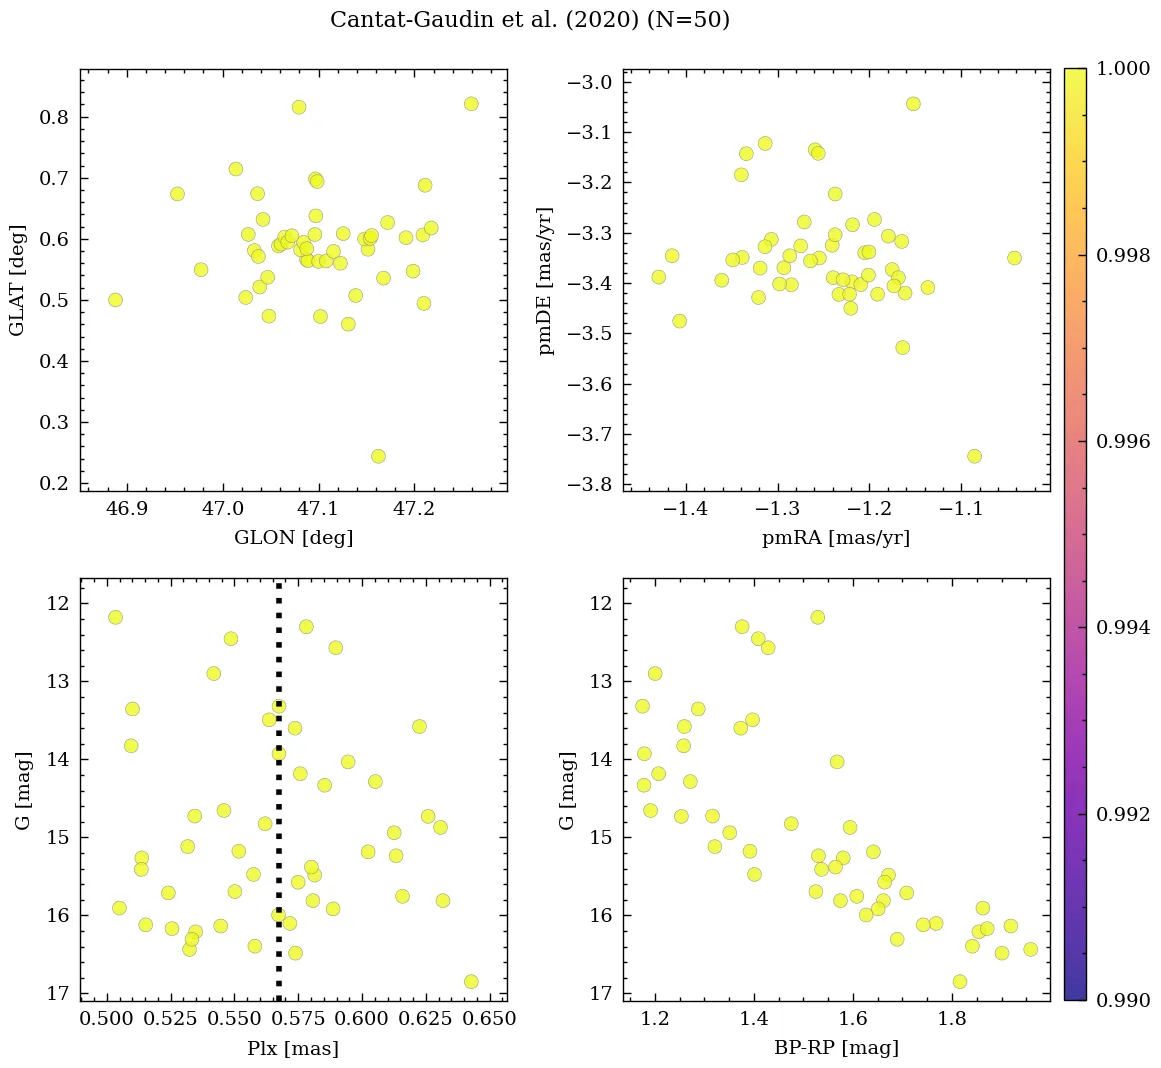 Cantat-Gaudin et al. (2020) (N=50)
0.8
0.7
0.6
0.5
0.4
0.3
0.2
GLAT [deg]
46.9 47.0 47.1 47.2
GLON [deg]
−3.0
−3.1
−3.2
−3.3
−3.4
−3.5
−3.6
−3.7
−3.8
pmDE [mas/yr]
−1.4 −1.3 −1.2 −1.1
pmRA [mas/yr]
12
13
14
15
16
17
G [mag]
0.500 0.525 0.550 0.575 0.600 0.625 0.650
Plx [mas]
12
13
14
15
16
17
G [mag]
1.2 1.4 1.6 1.8
BP-RP [mag]
1.000
0.998
0.996
0.994
0.992
0.990